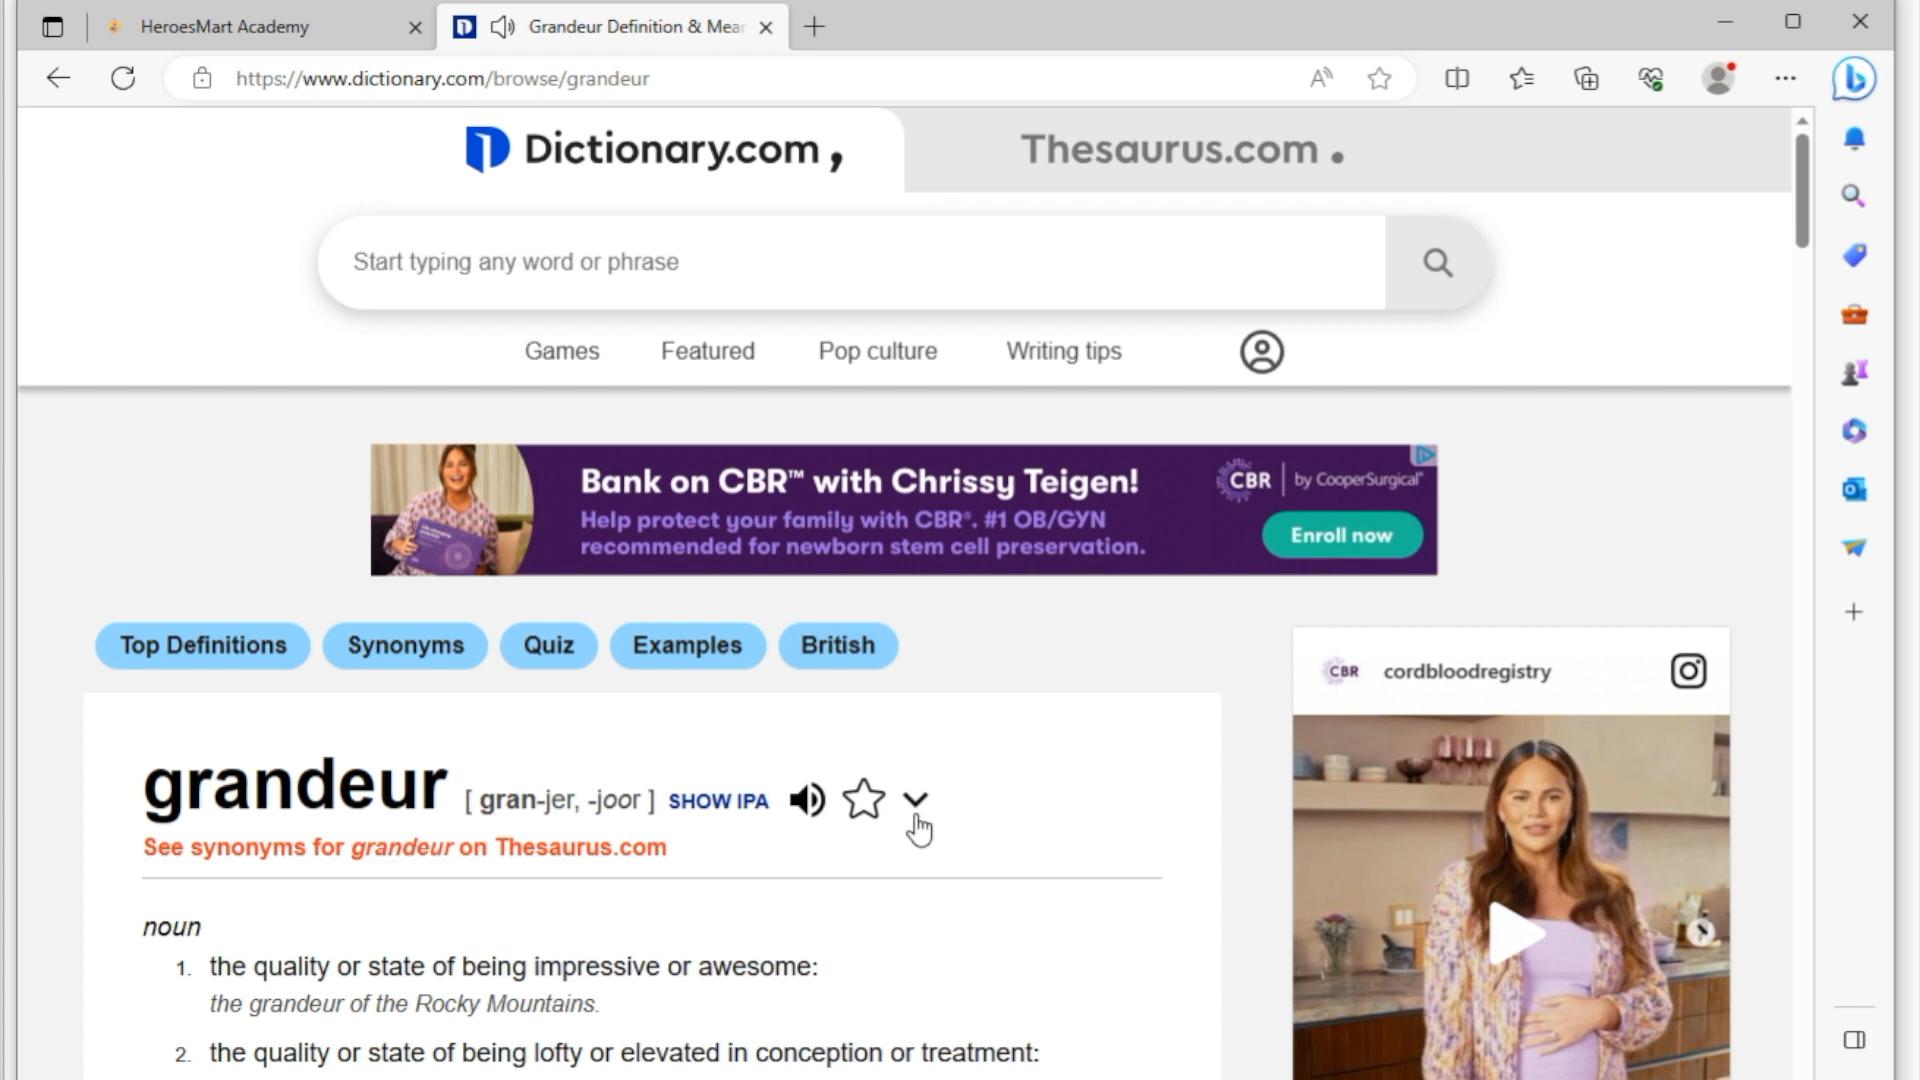 HeroesMart Academy
Grandeur Definition & Mear
https://www.dictionary.com/browse/grandeur
Dictionary.com,
Thesaurus.com.
Start typing any word or phrase
Games Featured Pop culture Writing tips
Bank on CBR™ with Chrissy Teigen!
Help protect your family with CBR®. #1 OB/GYN
recommended for newborn stem cell preservation.
CBR by CooperSurgical®
Enroll now
Top Definitions Synonyms Quiz Examples British
CBR cordbloodregistry
grandeur [ gran-jer, -joor ] SHOW IPA
See synonyms for grandeur on Thesaurus.com
noun
1. the quality or state of being impressive or awesome:
the grandeur of the Rocky Mountains.
2. the quality or state of being lofty or elevated in conception or treatment: